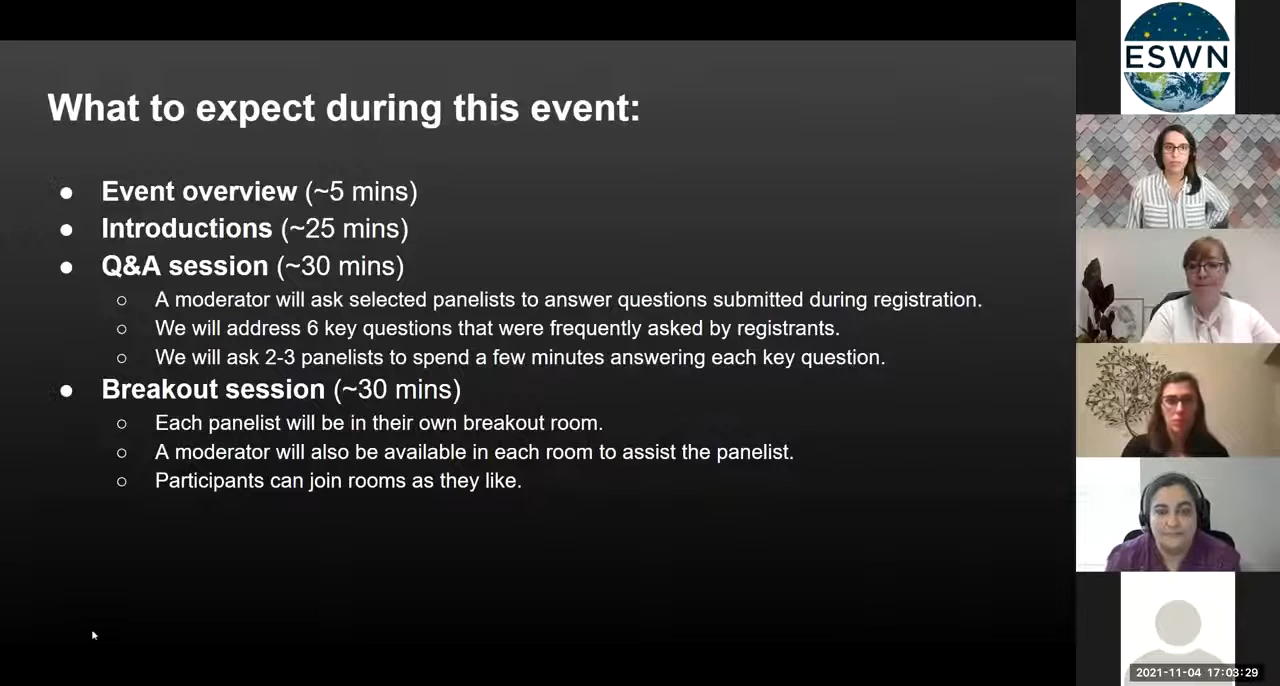 What to expect during this event:
● Event overview (~5 mins)
● Introductions (~25 mins)
● Q&A session (~30 mins)
○ A moderator will ask selected panelists to answer questions submitted during registration.
○ We will address 6 key questions that were frequently asked by registrants.
○ We will ask 2-3 panelists to spend a few minutes answering each key question.
● Breakout session (~30 mins)
○ Each panelist will be in their own breakout room.
○ A moderator will also be available in each room to assist the panelist.
○ Participants can join rooms as they like.
ESWN
2021-11-04 17:03:29